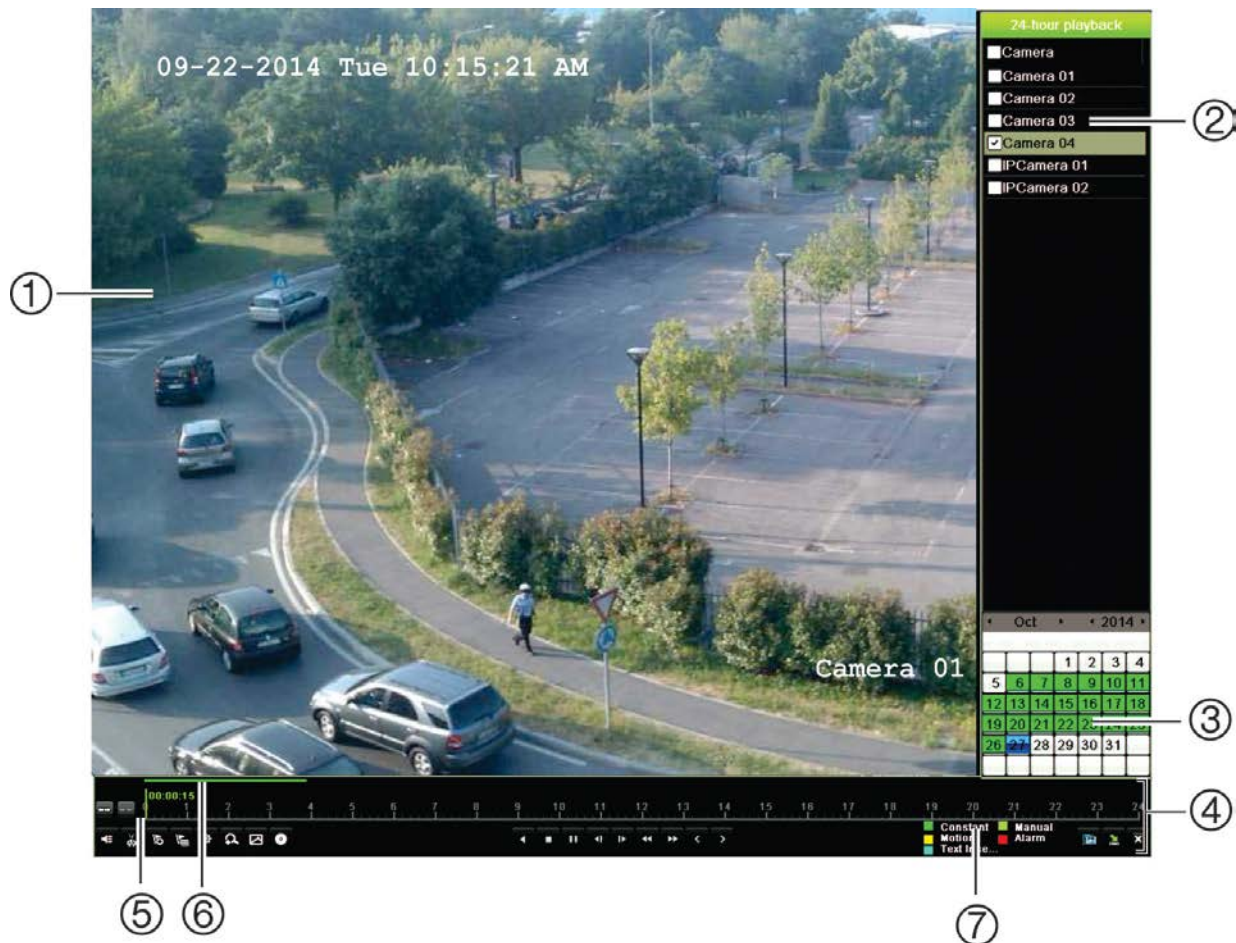 24-hour playback
09-22-2014 Tue 10:15:21 AM
Camera
Camera 01
Camera 02
Camera 03
②
Camera 04
IPCamera 01
IPCamera 02
①
Oct 2014
Camera 01
1 2 3 4
5 6 7 8 9 10 11
12 13 14 15 16 17 18
19 20 21 22 23 24 25
③
26 27 28 29 30 31
00:00:15
0 1 2 3 4 5 6 7 8 9 10 11 12 13 14 15 16 17 18 19 20 21 22 23 24
④
Constant Manual
Motion Alarm
Text Inse...
⑤ ⑥ ⑦